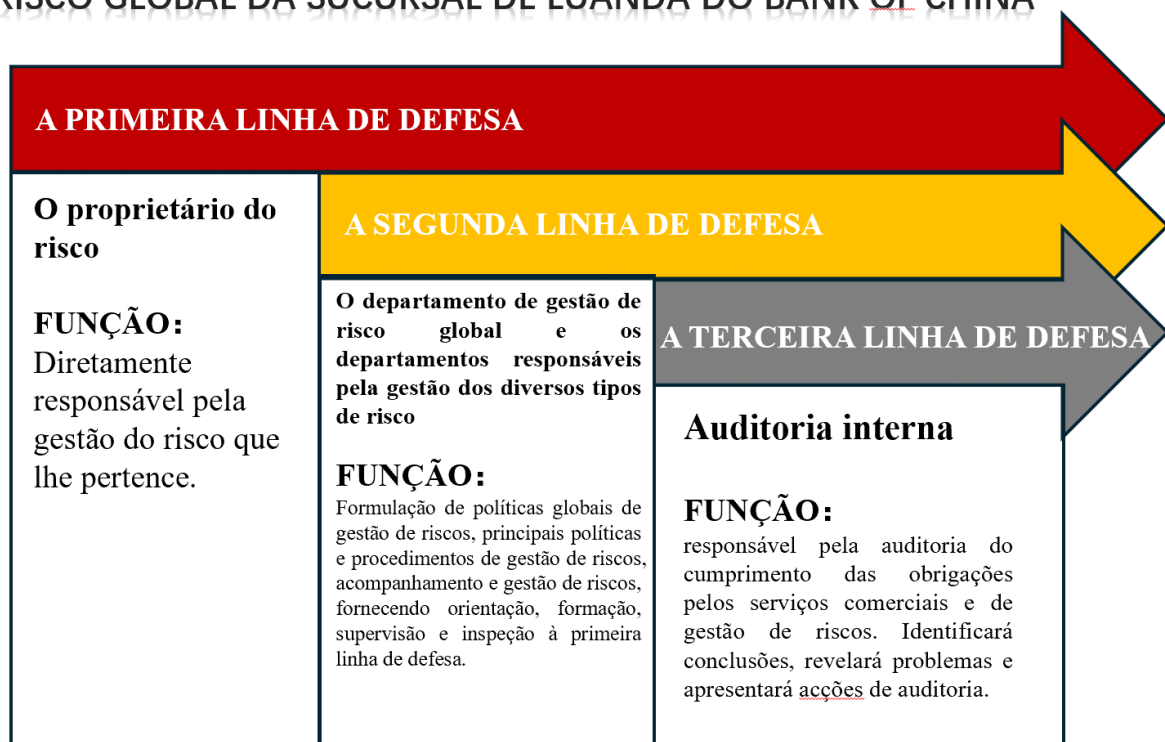 RISCO GLOBAL DA SUCURSAL DE LUANDA DO BANK OF CHINA
A PRIMEIRA LINHA DE DEFESA
O proprietário do
risco
FUNÇÃO:
Diretamente
responsável pela
gestão do risco que
lhe pertence.
A SEGUNDA LINHA DE DEFESA
O departamento de gestão de
risco global e os
departamentos responsáveis
pela gestão dos diversos tipos
de risco
FUNÇÃO:
Formulação de políticas globais de
gestão de riscos, principais políticas
e procedimentos de gestão de riscos,
acompanhamento e gestão de riscos,
fornecendo orientação, formação,
supervisão e inspeção à primeira
linha de defesa.
A TERCEIRA LINHA DE DEFESA
Auditoria interna
FUNÇÃO:
responsável pela auditoria do
cumprimento das obrigações
pelos serviços comerciais e de
gestão de riscos. Identificará
conclusões, revelará problemas e
apresentará acções de auditoria.